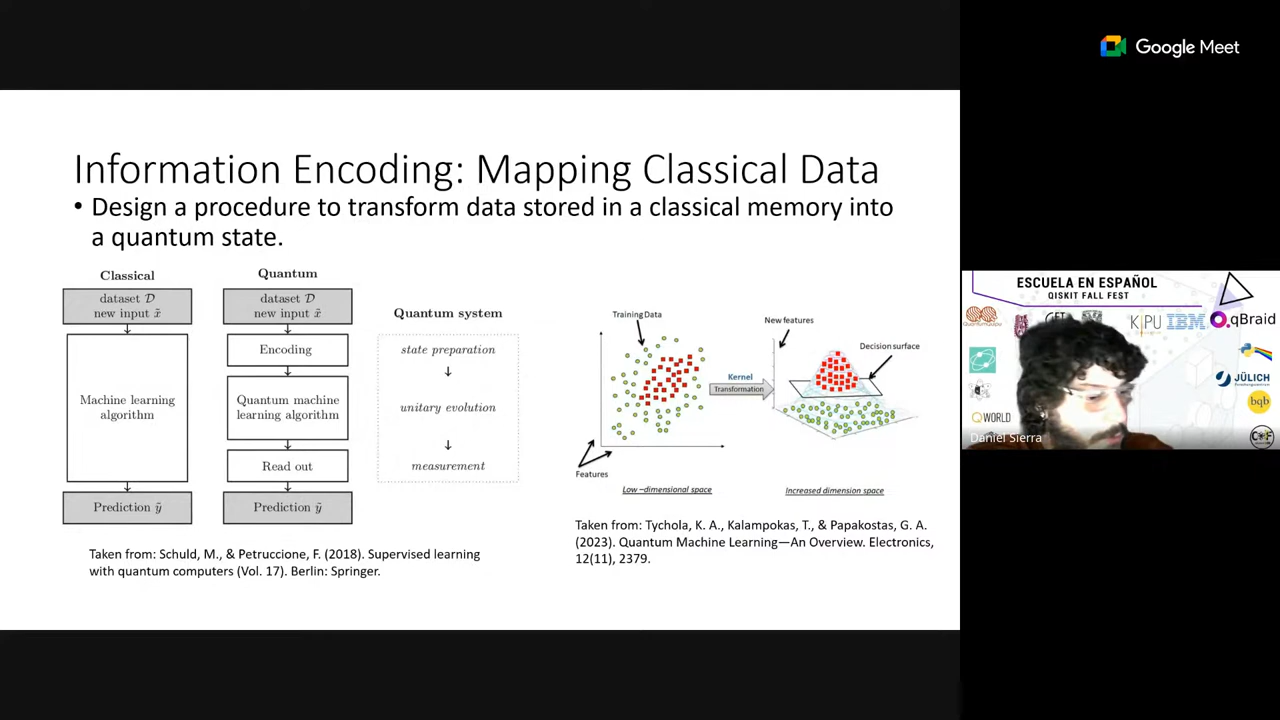 Google Meet
Information Encoding: Mapping Classical Data
• Design a procedure to transform data stored in a classical memory into
a quantum state.
Classical
dataset 𝒟
new input x̃
Machine learning
algorithm
Prediction ỹ
Quantum
dataset 𝒟
new input x̃
Encoding
Quantum machine
learning algorithm
Read out
Prediction ỹ
Quantum system
state preparation
unitary evolution
measurement
Taken from: Schuld, M., & Petruccione, F. (2018). Supervised learning
with quantum computers (Vol. 17). Berlin: Springer.
Training Data
Features
Low –dimensional space
Kernel
Transformation
New features
Decision surface
Increased dimension space
Taken from: Tychola, K. A., Kalampokas, T., & Papakostas, G. A.
(2023). Quantum Machine Learning—An Overview. Electronics,
12(11), 2379.
ESCUELA EN ESPAÑOL
QISKIT FALL FEST
KIPU
IBM
qBraid
JÜLICH
bqb
QWORLD
Daniel Sierra